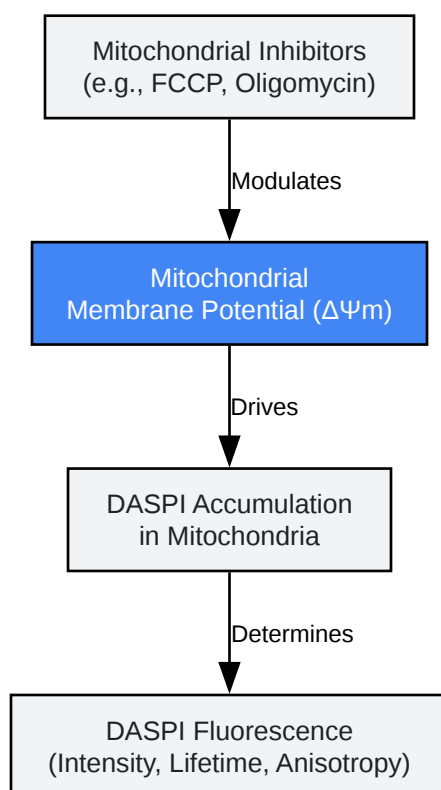 Mitochondrial Inhibitors
(e.g., FCCP, Oligomycin)
Modulates
Mitochondrial
Membrane Potential (ΔΨm)
Drives
DASPI Accumulation
in Mitochondria
Determines
DASPI Fluorescence
(Intensity, Lifetime, Anisotropy)